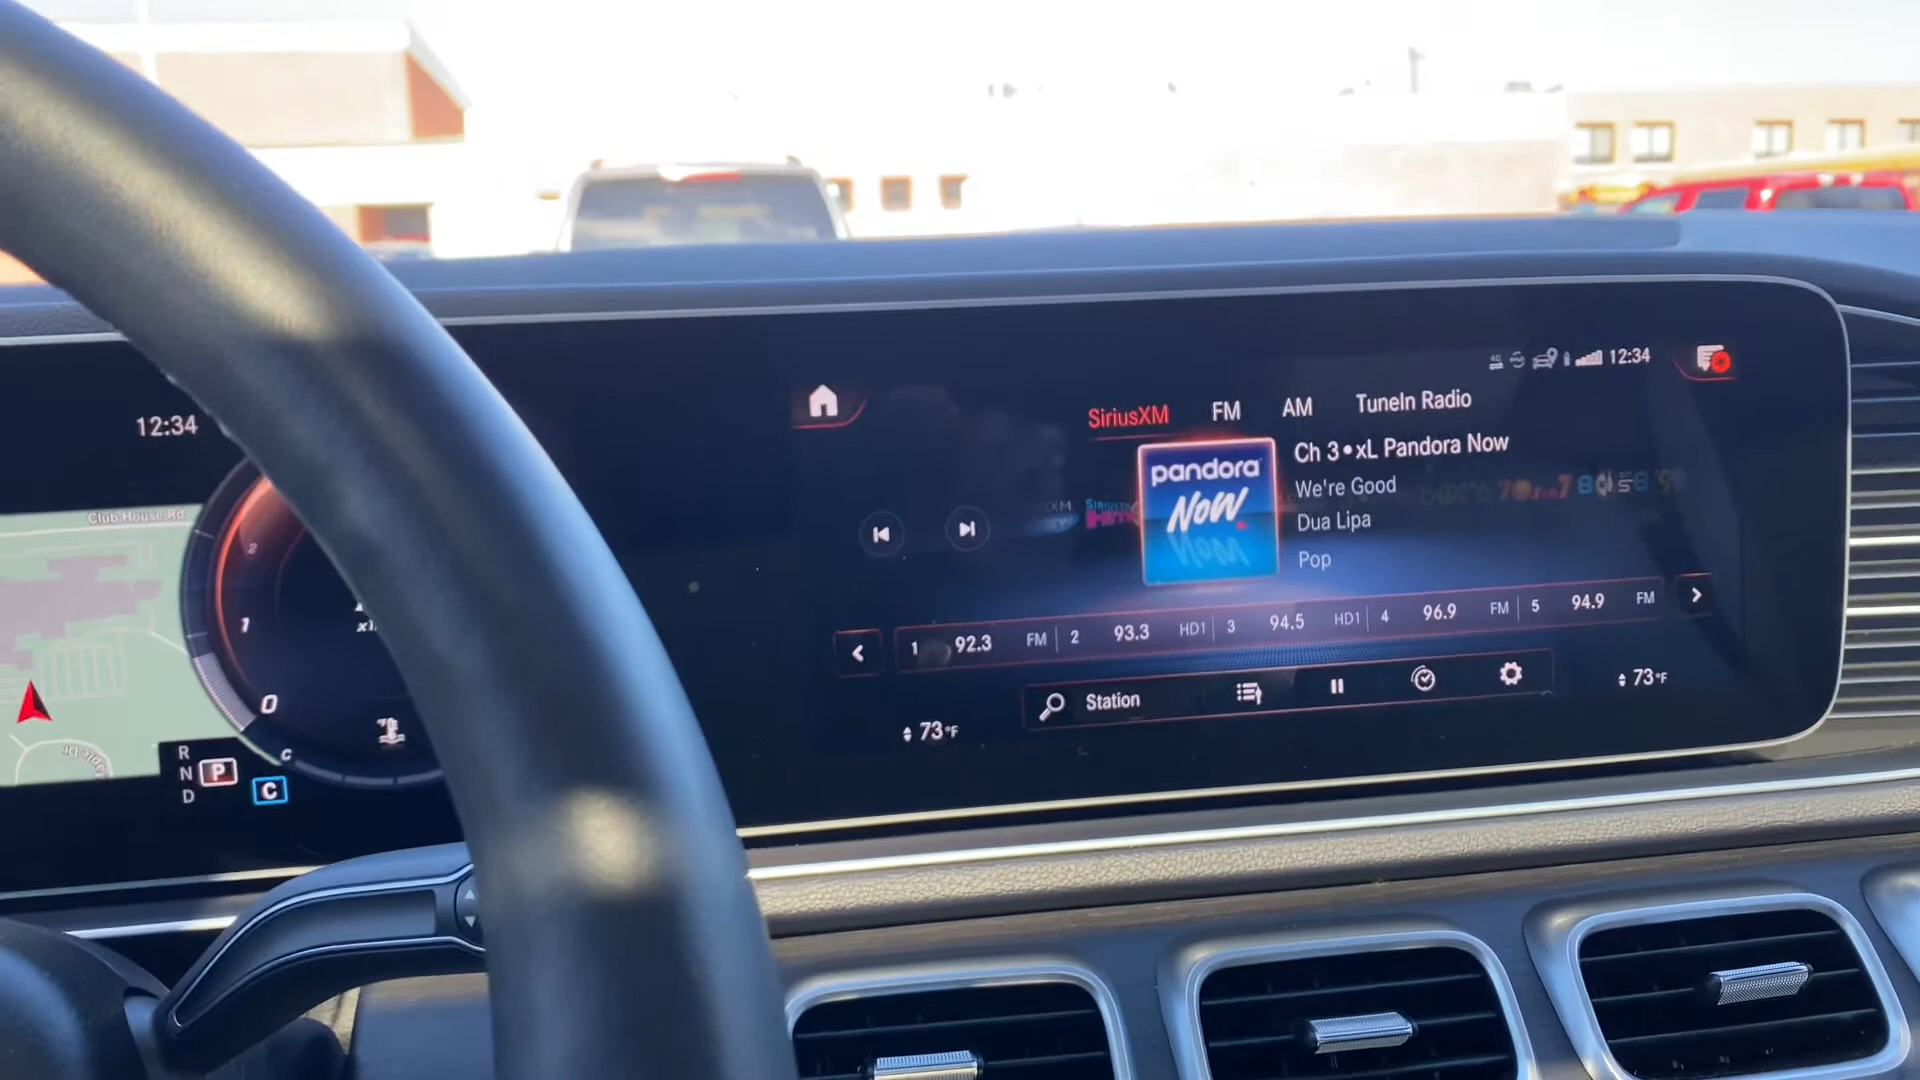 12:34
Club House Rd
2
1
0
R
N
D
P
C
C
12:34
SiriusXM FM AM TuneIn Radio
pandora
NOW
Ch 3•xL Pandora Now
We're Good
Dua Lipa
Pop
1 92.3 FM 2 93.3 HD1 3 94.5 HD1 4 96.9 FM 5 94.9 FM
Station
73°F
73°F